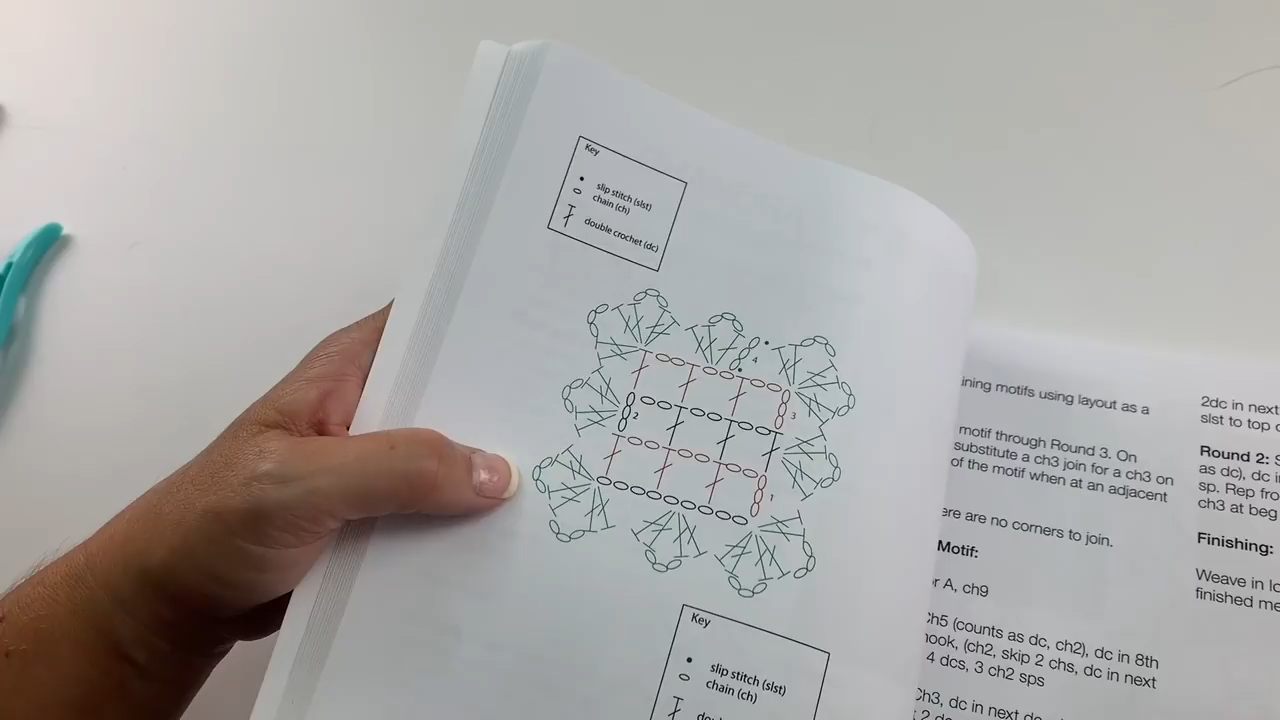 Key
slip stitch (slst)
chain (ch)
double crochet (dc)
4
3
2
1
Key
slip stitch (slst)
chain (ch)
ining motifs using layout as a
motif through Round 3. On
substitute a ch3 join for a ch3 on
of the motif when at an adjacent
ere are no corners to join.
Motif:
r A, ch9
ch5 (counts as dc, ch2), dc in 8th
hook, (ch2, skip 2 chs, dc in next
4 dcs, 3 ch2 sps
Ch3, dc in next
2dc in next
slst to top
Round 2:
as dc), dc
sp. Rep
ch3 at beg
Finishing:
Weave in
finished